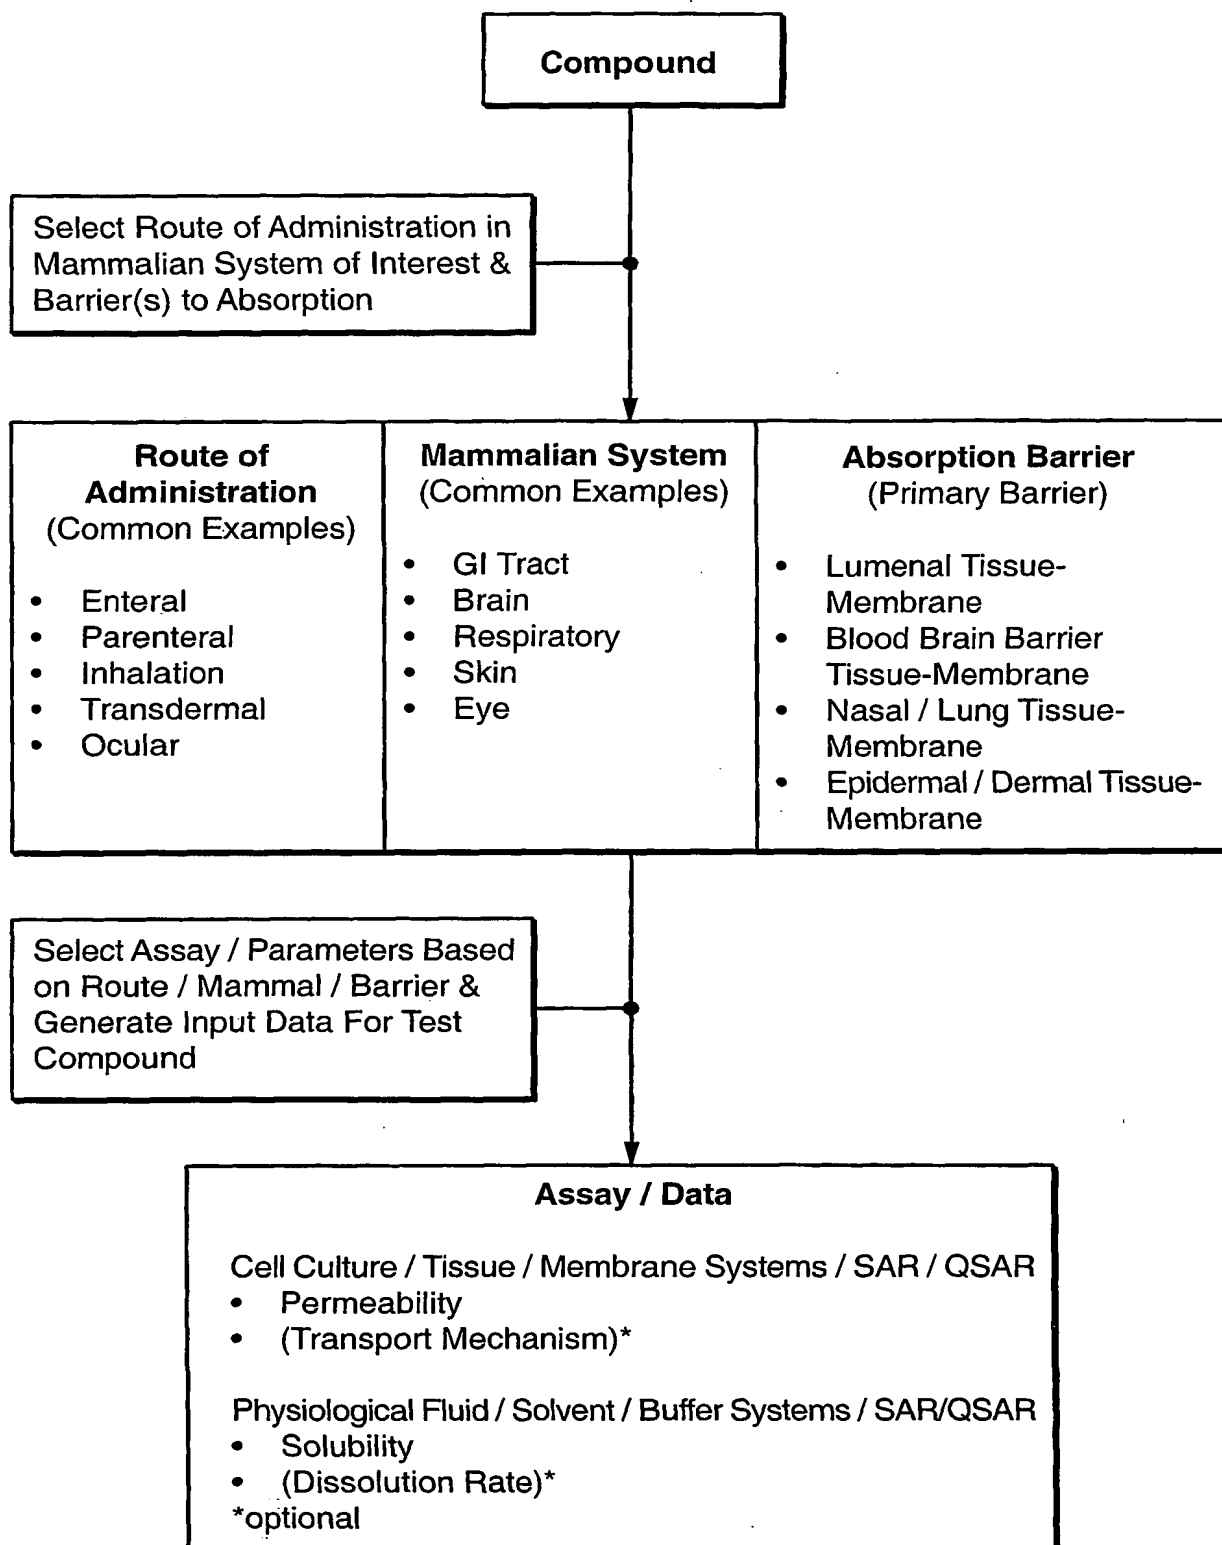 Compound
Select Route of Administration in
Mammalian System of Interest &
Barrier(s) to Absorption
Route of
Administration
(Common Examples)
• Enteral
• Parenteral
• Inhalation
• Transdermal
• Ocular
Mammalian System
(Common Examples)
• GI Tract
• Brain
• Respiratory
• Skin
• Eye
Absorption Barrier
(Primary Barrier)
• Lumenal Tissue-
Membrane
• Blood Brain Barrier
Tissue-Membrane
• Nasal / Lung Tissue-
Membrane
• Epidermal / Dermal Tissue-
Membrane
Select Assay / Parameters Based
on Route / Mammal / Barrier &
Generate Input Data For Test
Compound
Assay / Data
Cell Culture / Tissue / Membrane Systems / SAR / QSAR
• Permeability
• (Transport Mechanism)*
Physiological Fluid / Solvent / Buffer Systems / SAR/QSAR
• Solubility
• (Dissolution Rate)*
*optional